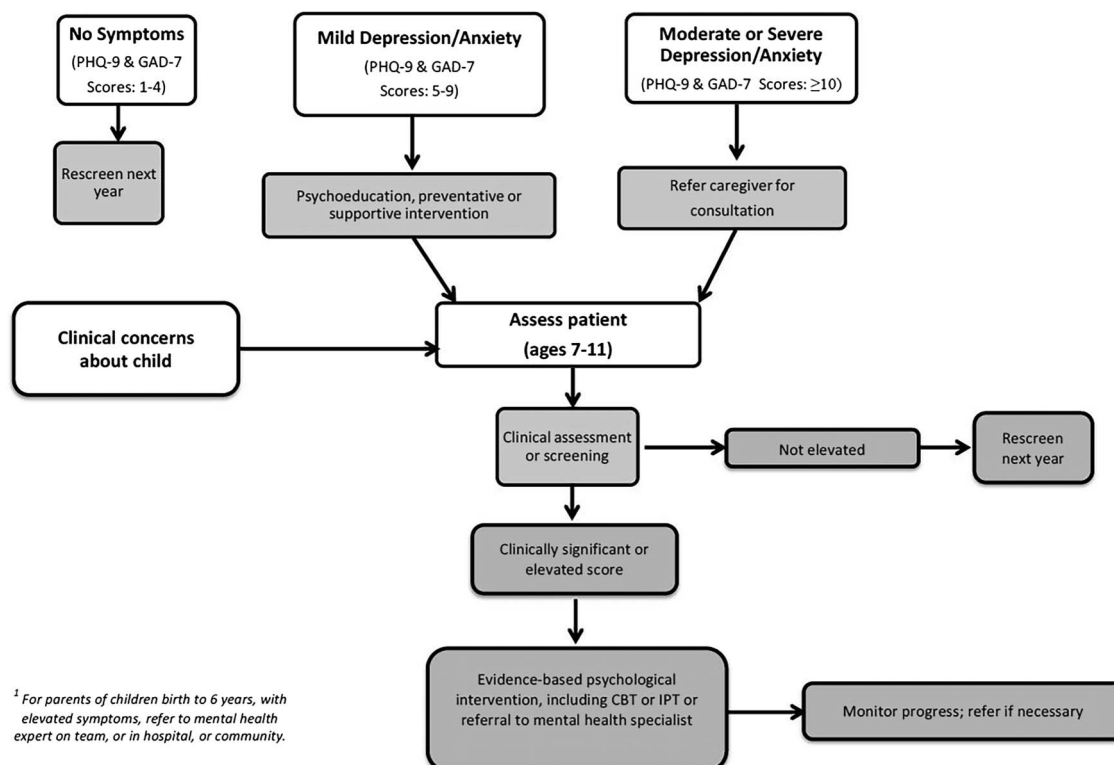 No Symptoms
(PHQ-9 & GAD-7
Scores: 1-4)
Mild Depression/Anxiety
(PHQ-9 & GAD-7
Scores: 5-9)
Moderate or Severe
Depression/Anxiety
(PHQ-9 & GAD-7 Scores: ≥10)
Rescreen next
year
Psychoeducation, preventative or
supportive intervention
Refer caregiver for
consultation
Clinical concerns
about child
Assess patient
(ages 7-11)
Clinical assessment
or screening
Not elevated
Rescreen
next year
Clinically significant or
elevated score
Evidence-based psychological
intervention, including CBT or IPT or
referral to mental health specialist
Monitor progress; refer if necessary
1 For parents of children birth to 6 years, with
elevated symptoms, refer to mental health
expert on team, or in hospital, or community.